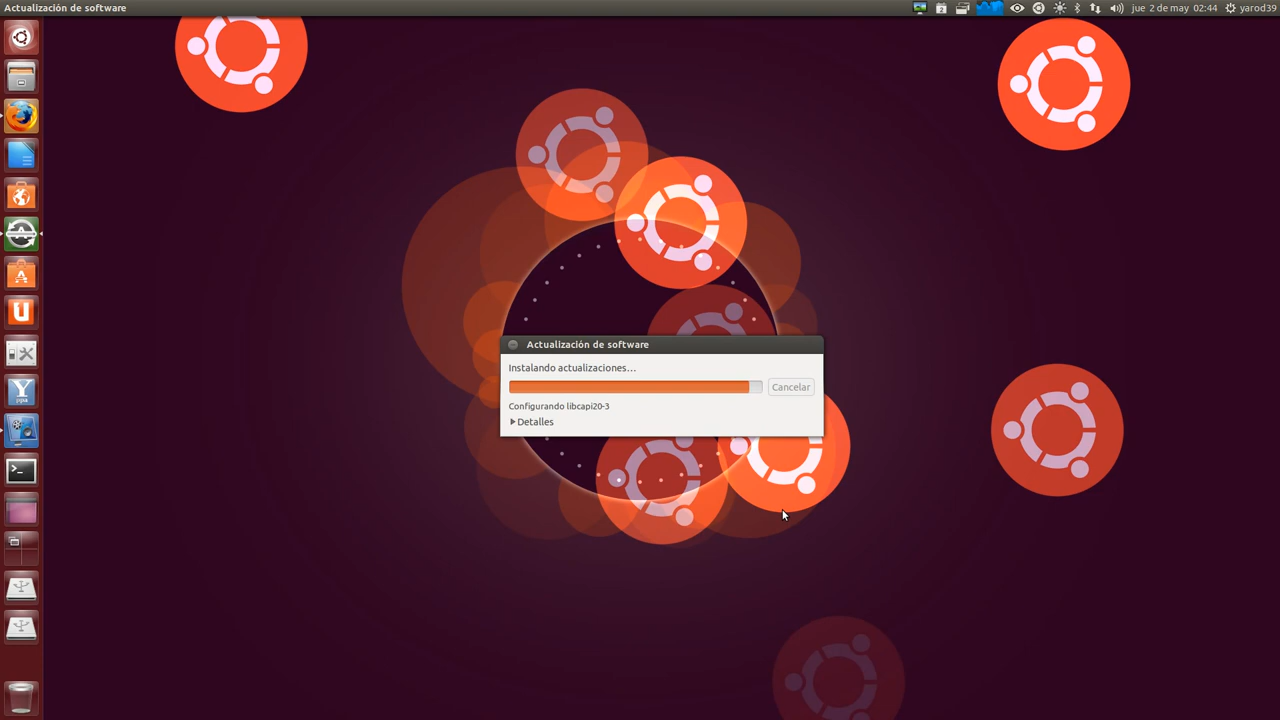 Actualización de software
2
jue 2 de may 02:44
yarod39
Actualización de software
Instalando actualizaciones…
Cancelar
Configurando libcapi20-3
Detalles